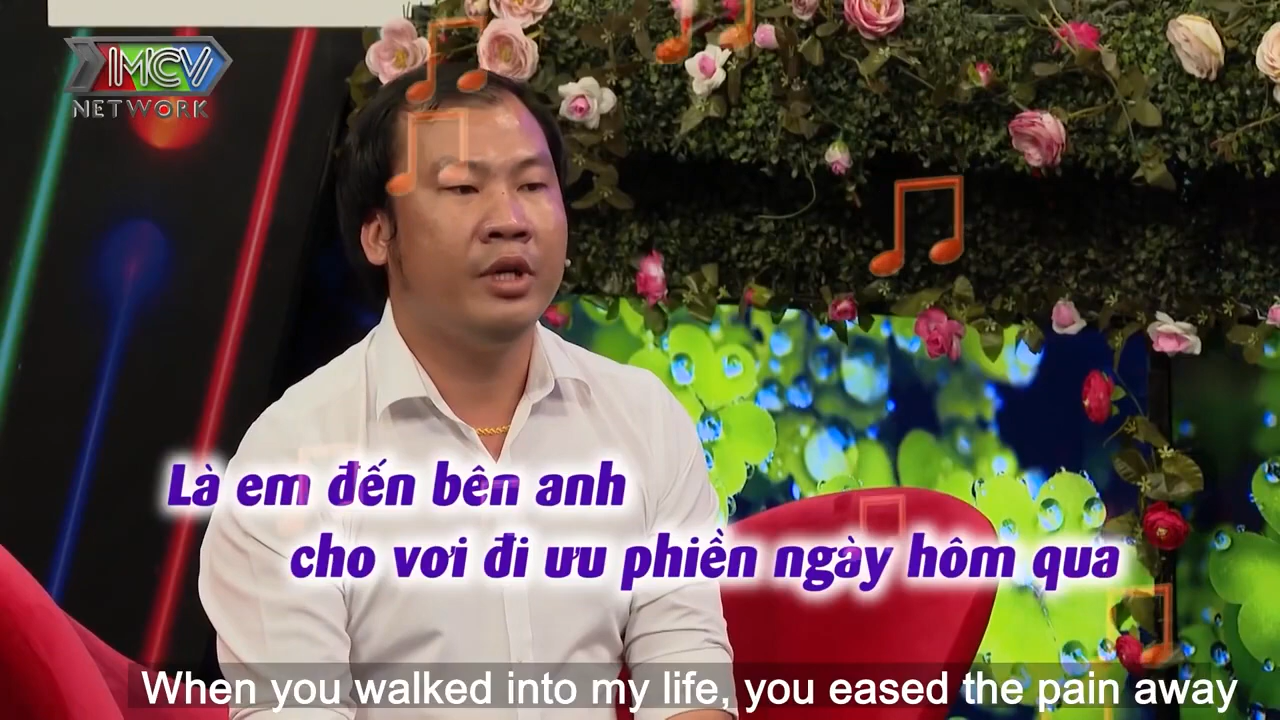 MCV
NETWORK
Là em đến bên anh
cho vơi đi ưu phiền ngày hôm qua
When you walked into my life, you eased the pain away